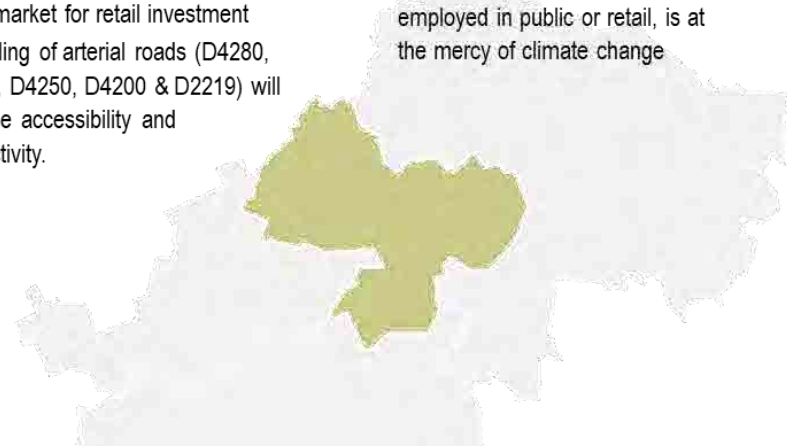 market for retail investment
ling of arterial roads (D4280,
, D4250, D4200 & D2219) will
e accessibility and
tivity.
employed in public or retail, is at
the mercy of climate change